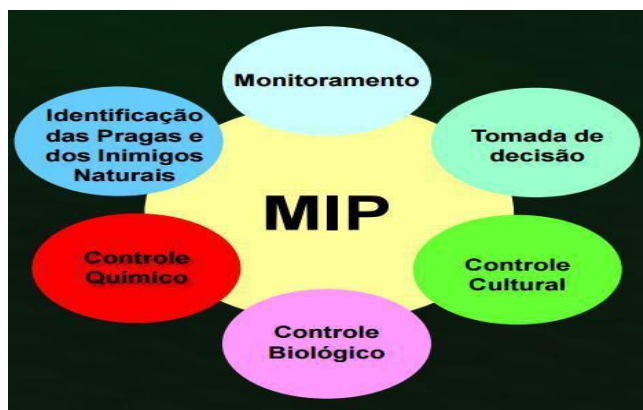 Monitoramento
Identificação
das Pragas e
dos Inimigos
Naturais
Tomada de
decisão
MIP
Controle
Químico
Controle
Cultural
Controle
Biológico